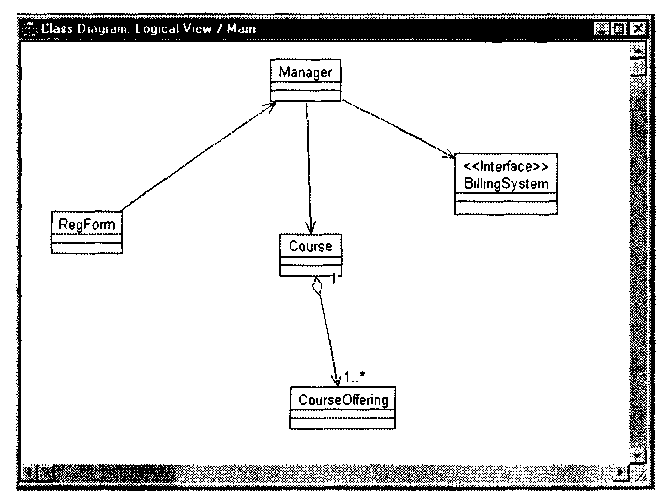 Class Diagram: Logical View / Main
Manager
<<Interface>>
BillingSystem
RegForm
Course
1
1..*
CourseOffering